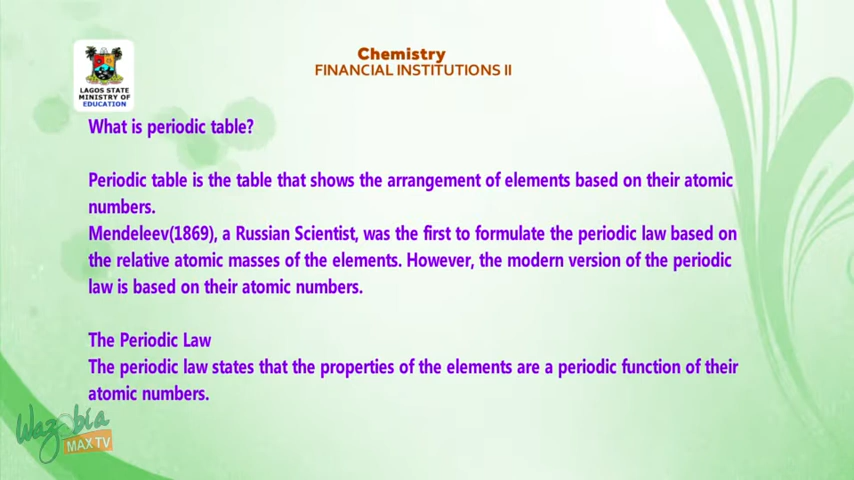 Chemistry
FINANCIAL INSTITUTIONS II
LAGOS STATE
MINISTRY OF
EDUCATION
What is periodic table?
Periodic table is the table that shows the arrangement of elements based on their atomic
numbers.
Mendeleev(1869), a Russian Scientist, was the first to formulate the periodic law based on
the relative atomic masses of the elements. However, the modern version of the periodic
law is based on their atomic numbers.
The Periodic Law
The periodic law states that the properties of the elements are a periodic function of their
atomic numbers.
Wazobia
MAX TV